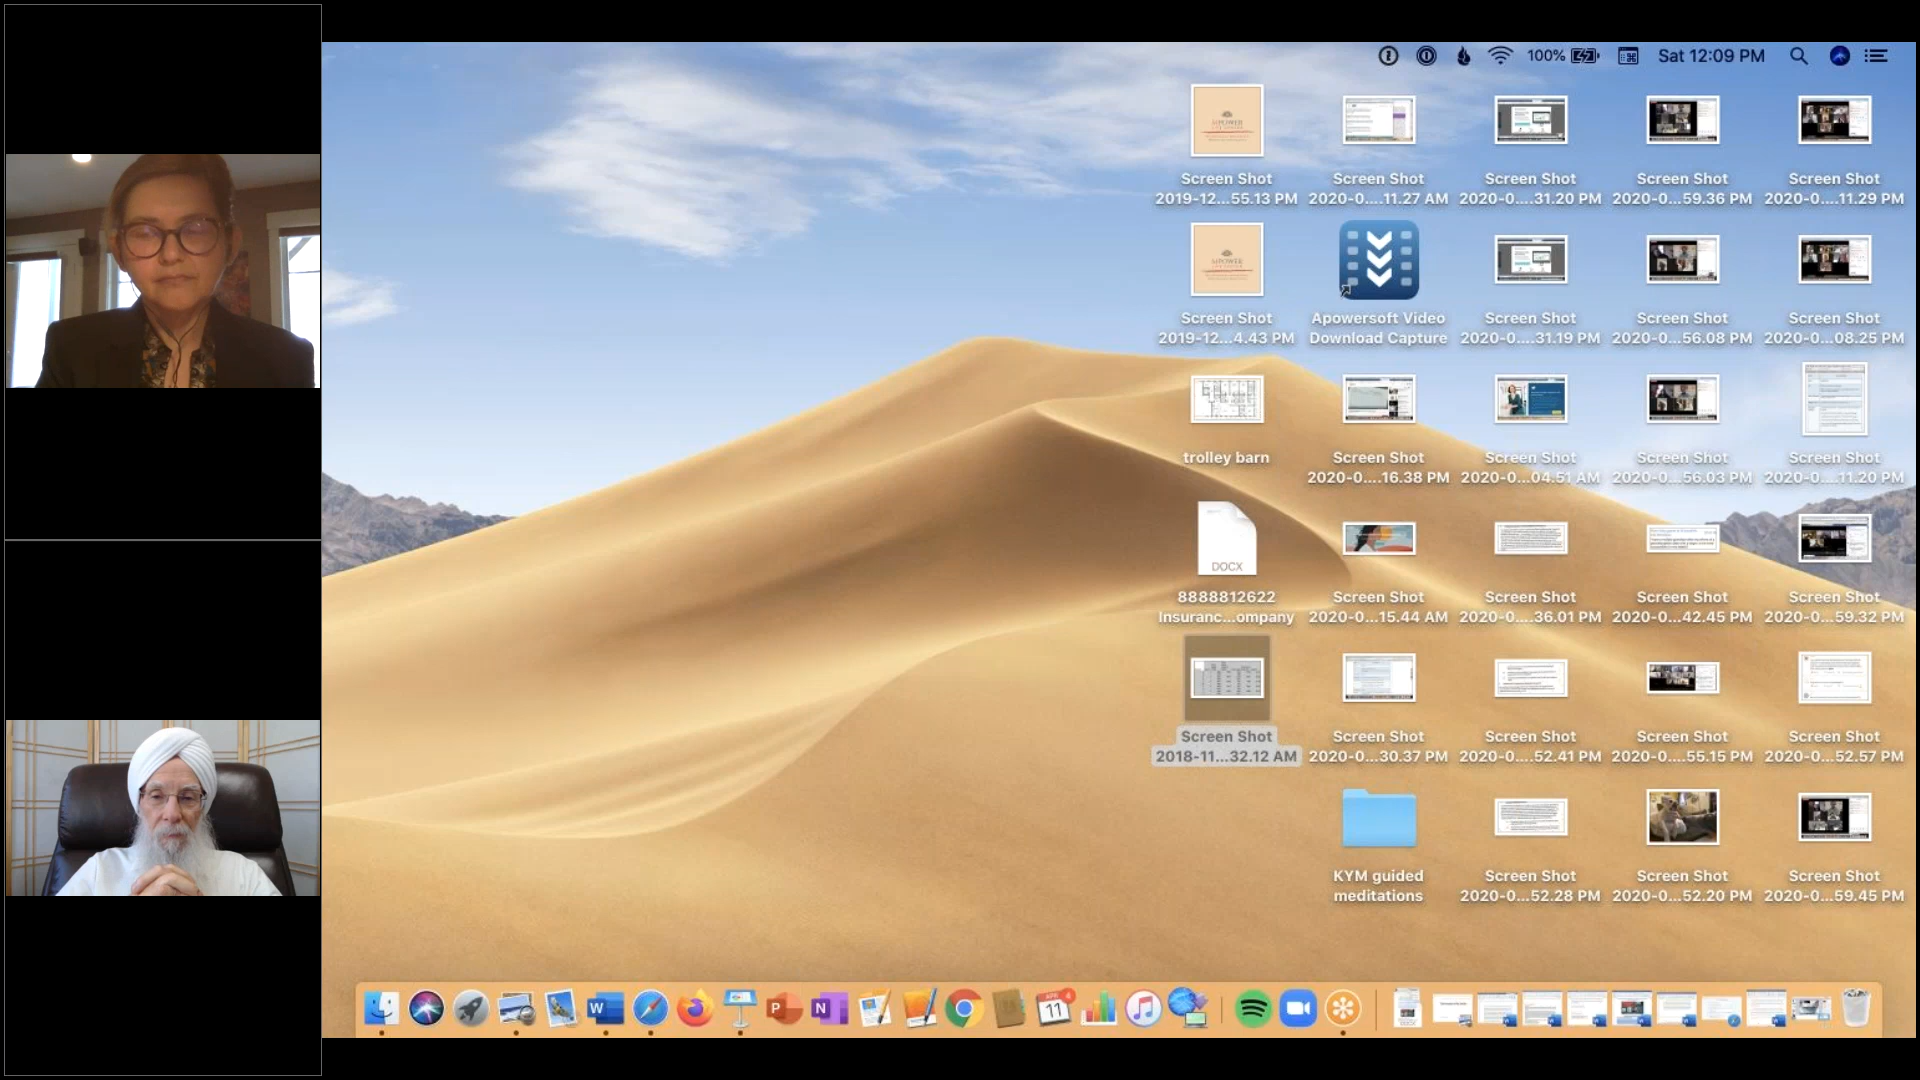 100%
Sat 12:09 PM
Screen Shot
2019-12...55.13 PM
Screen Shot
2020-0....11.27 AM
Screen Shot
2020-0....31.20 PM
Screen Shot
2020-0...59.36 PM
Screen Shot
2020-0....11.29 PM
Screen Shot
2019-12...4.43 PM
Apowersoft Video
Download Capture
Screen Shot
2020-0....31.19 PM
Screen Shot
2020-0...56.08 PM
Screen Shot
2020-0...08.25 PM
trolley barn
Screen Shot
2020-0....16.38 PM
Screen Shot
2020-0...04.51 AM
Screen Shot
2020-0...56.03 PM
Screen Shot
2020-0....11.20 PM
DOCX
8888812622
Insuranc...ompany
Screen Shot
2020-0...15.44 AM
Screen Shot
2020-0....36.01 PM
Screen Shot
2020-0...42.45 PM
Screen Shot
2020-0...59.32 PM
Screen Shot
2018-11...32.12 AM
Screen Shot
2020-0...30.37 PM
Screen Shot
2020-0....52.41 PM
Screen Shot
2020-0....55.15 PM
Screen Shot
2020-0...52.57 PM
KYM guided
meditations
Screen Shot
2020-0...52.28 PM
Screen Shot
2020-0...52.20 PM
Screen Shot
2020-0...59.45 PM
W
P
N
APR
11